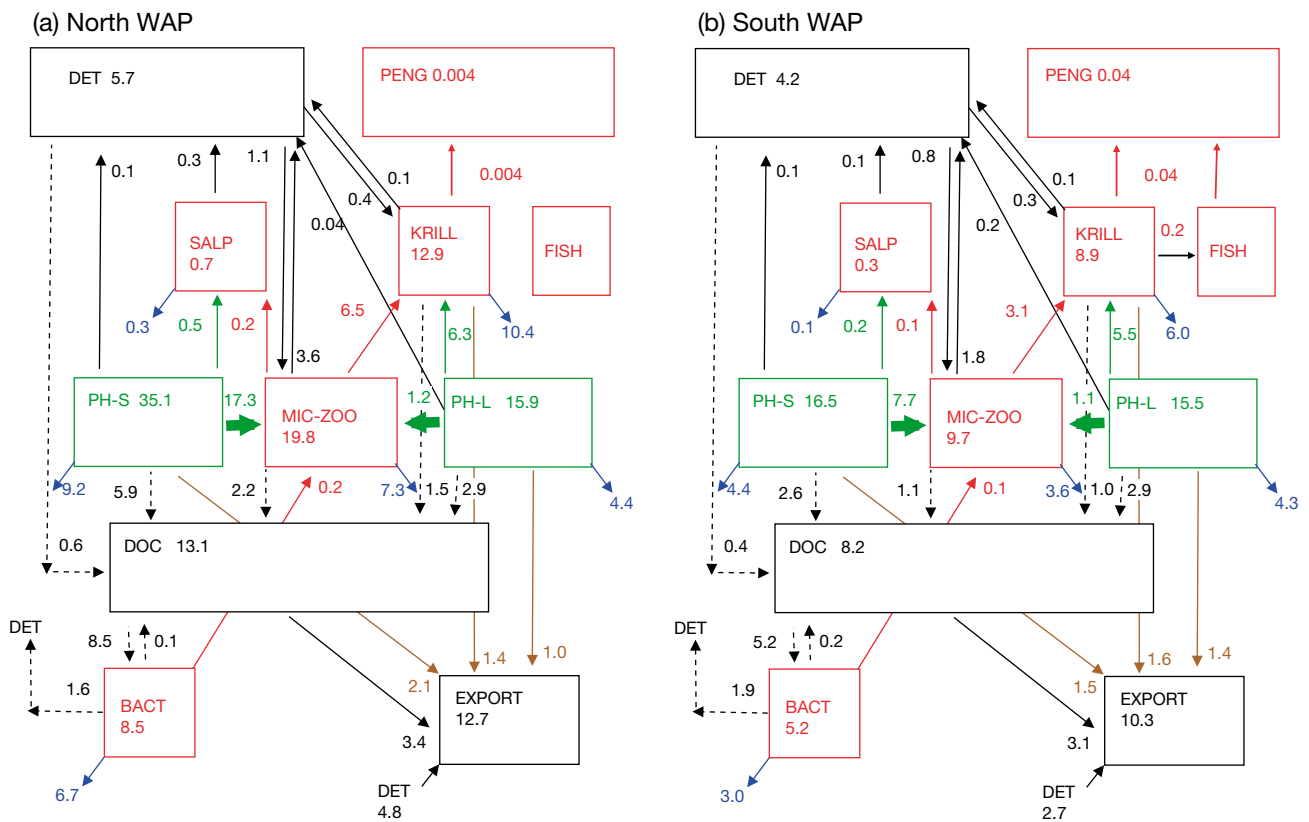 (a) North WAP
DET 5.7
PENG 0.004
0.1
0.3
1.1
0.1
0.4
0.04
0.004
SALP
0.7
KRILL
12.9
FISH
0.3
0.5
0.2
3.6
6.5
6.3
10.4
PH-S 35.1
17.3
MIC-ZOO
19.8
1.2
PH-L 15.9
9.2
5.9
2.2
0.2
7.3
1.5
2.9
4.4
0.6
DOC 13.1
DET
8.5
0.1
1.6
BACT
8.5
6.7
2.1
1.4
1.0
EXPORT
12.7
3.4
DET
4.8
(b) South WAP
DET 4.2
PENG 0.04
0.1
0.1
0.8
0.1
0.3
0.2
0.04
SALP
0.3
KRILL
8.9
0.2
FISH
0.1
0.2
0.1
1.8
3.1
5.5
6.0
PH-S 16.5
7.7
MIC-ZOO
9.7
1.1
PH-L 15.5
4.4
2.6
1.1
0.1
3.6
1.0
2.9
4.3
0.4
DOC 8.2
DET
5.2
0.2
1.9
BACT
5.2
3.0
1.5
1.6
1.4
EXPORT
10.3
3.1
DET
2.7